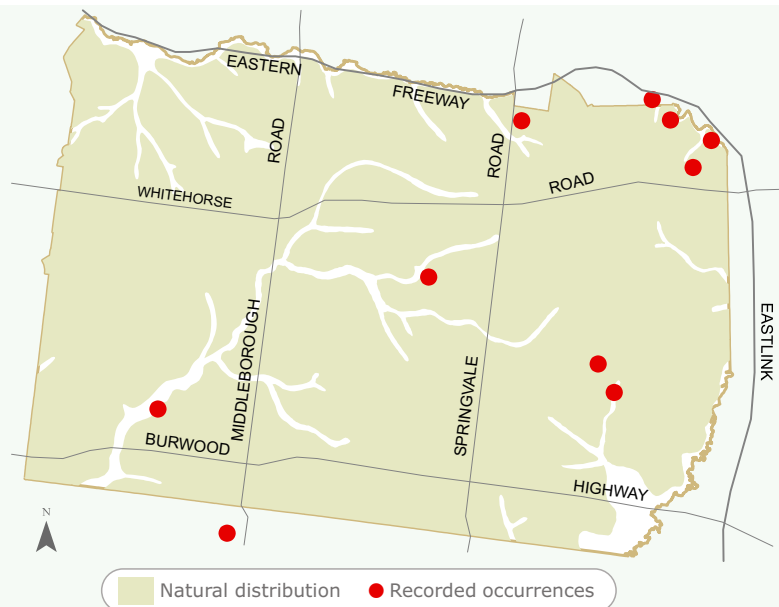 EASTERN
FREEWAY
ROAD
ROAD
WHITEHORSE
ROAD
MIDDLEBOROUGH
SPRINGVALE
EASTLINK
BURWOOD
HIGHWAY
N
Natural distribution
Recorded occurrences